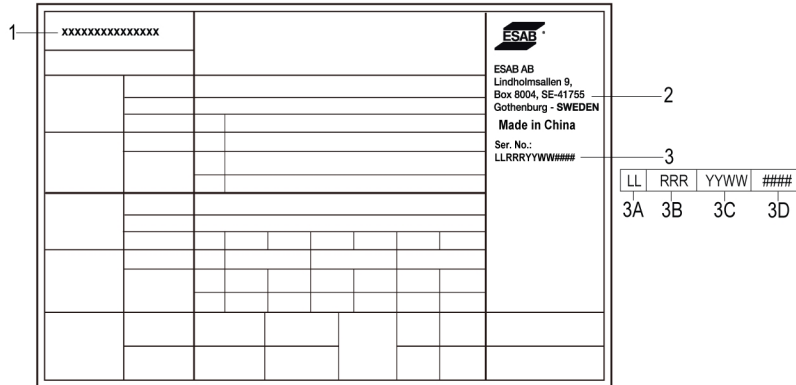 1
xxxxxxxxxxxxxxx
ESAB
ESAB AB
Lindholmsallen 9,
Box 8004, SE-41755
Gothenburg - SWEDEN
2
Made in China
Ser. No.:
LLRRRYYWW####
3
LL RRR YYWW ####
3A 3B 3C 3D